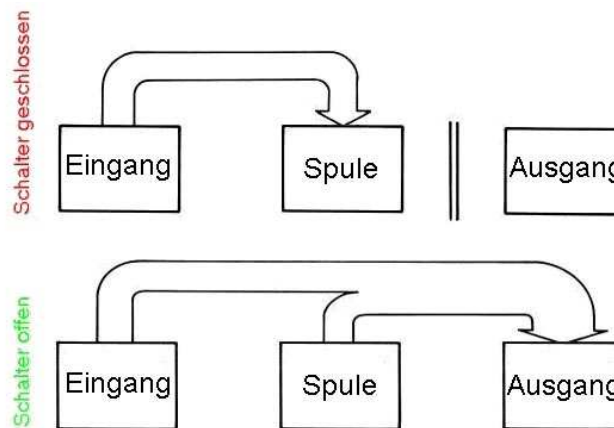 Schalter geschlossen
Eingang
Spule
Ausgang
Schalter offen
Eingang
Spule
Ausgang